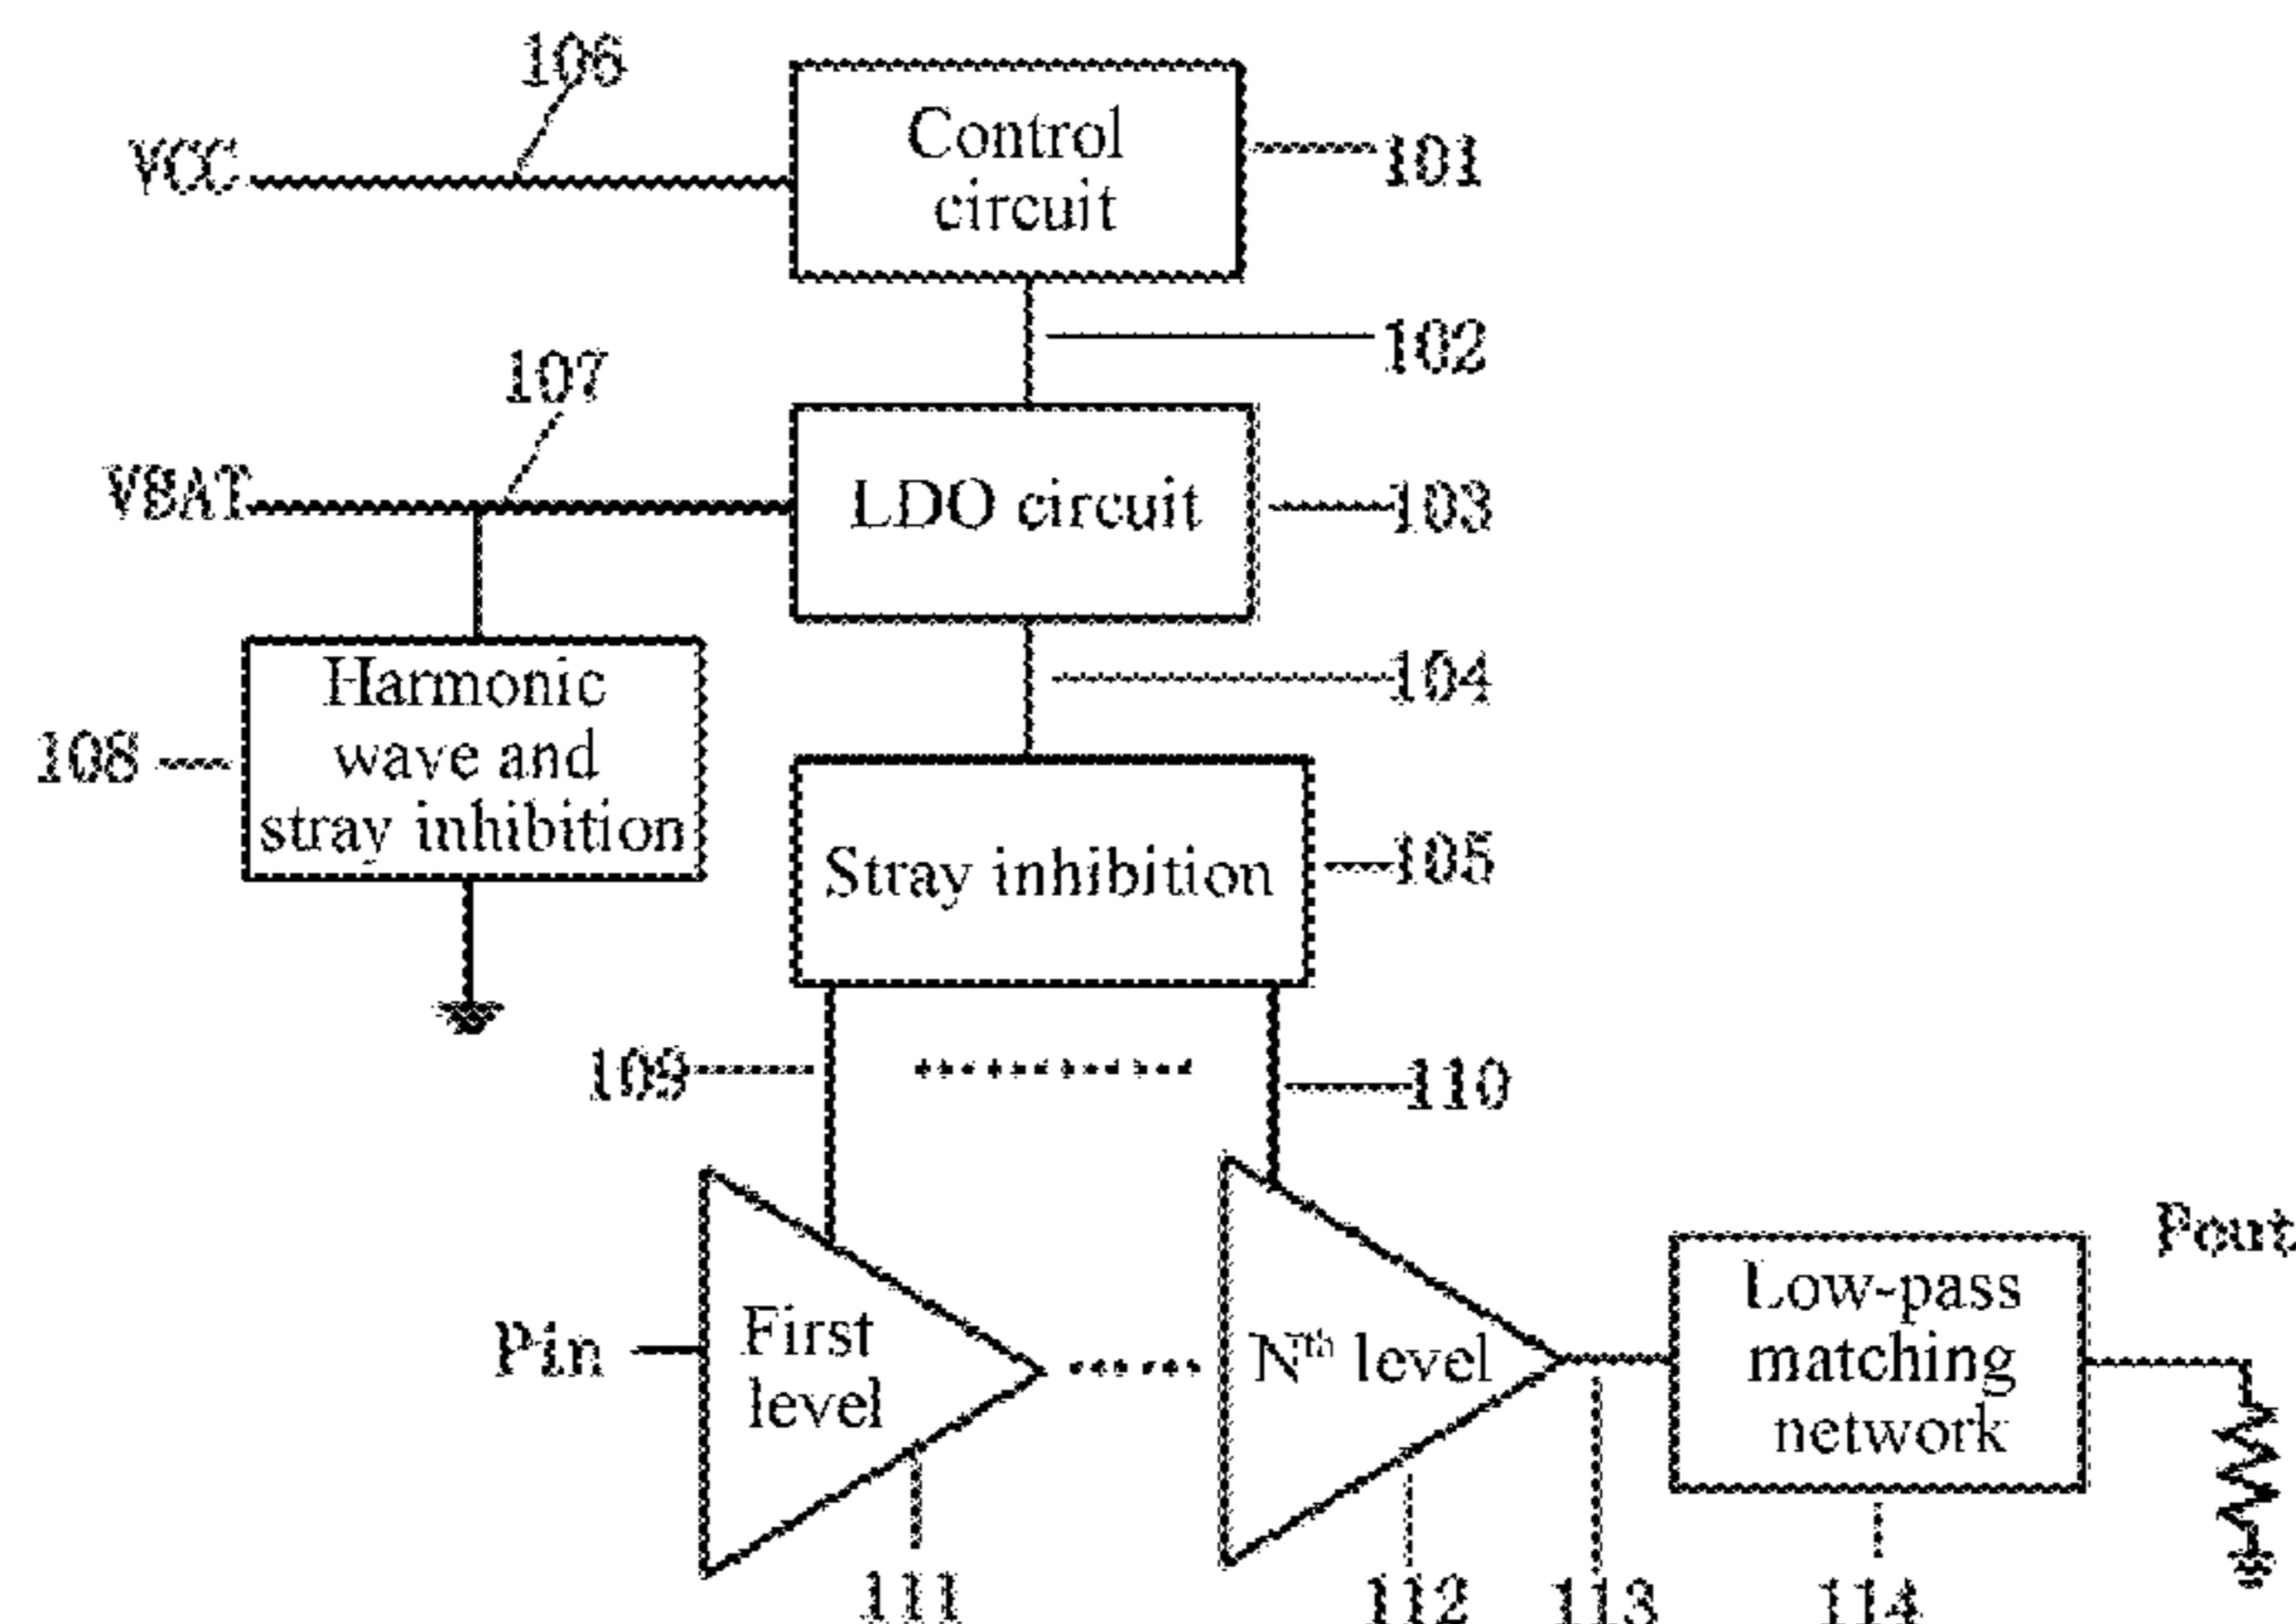 106
VCC
Control
circuit
101
102
107
VBAT
LDO circuit
103
104
Harmonic
wave and
stray inhibition
108
Stray inhibition
105
109
110
Pin
First
level
Nth level
Low-pass
matching
network
Pout
111
112
113
114